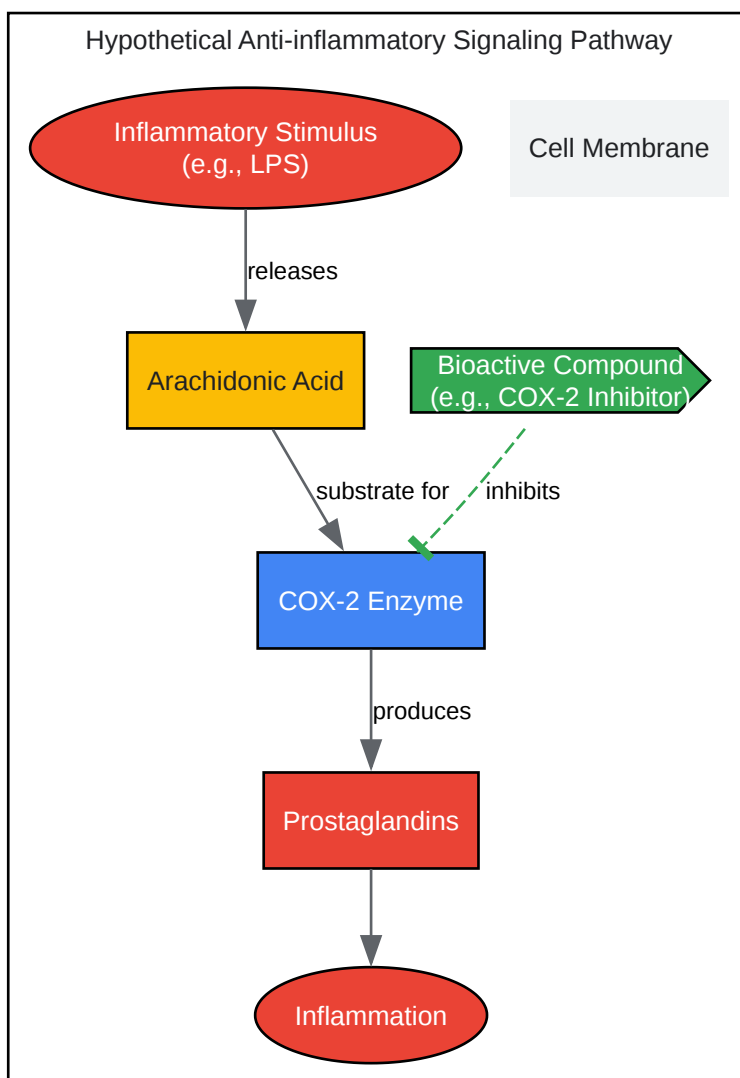 Hypothetical Anti-inflammatory Signaling Pathway
Inflammatory Stimulus
(e.g., LPS)
Cell Membrane
releases
Arachidonic Acid
Bioactive Compound
(e.g., COX-2 Inhibitor)
substrate for
inhibits
COX-2 Enzyme
produces
Prostaglandins
Inflammation